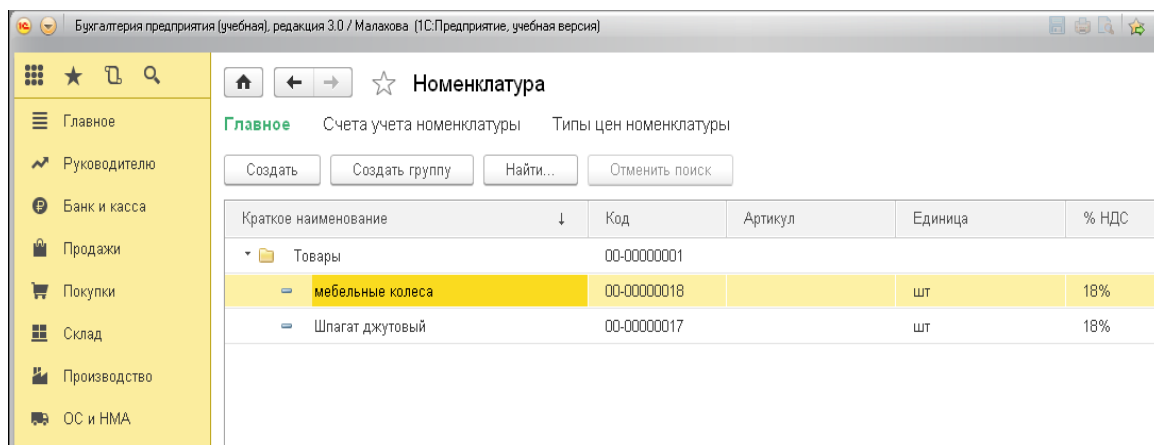 Бухгалтерия предприятия (учебная), редакция 3.0 / Малахова (1С:Предприятие, учебная версия)
Номенклатура
Главное
Главное Счета учета номенклатуры Типы цен номенклатуры
Руководителю
Создать Создать группу Найти... Отменить поиск
Банк и касса
Краткое наименование ↓ Код Артикул Единица % НДС
Продажи
Товары 00-00000001
Покупки
мебельные колеса 00-00000018 шт 18%
Склад
Шпагат джутовый 00-00000017 шт 18%
Производство
ОС и НМА